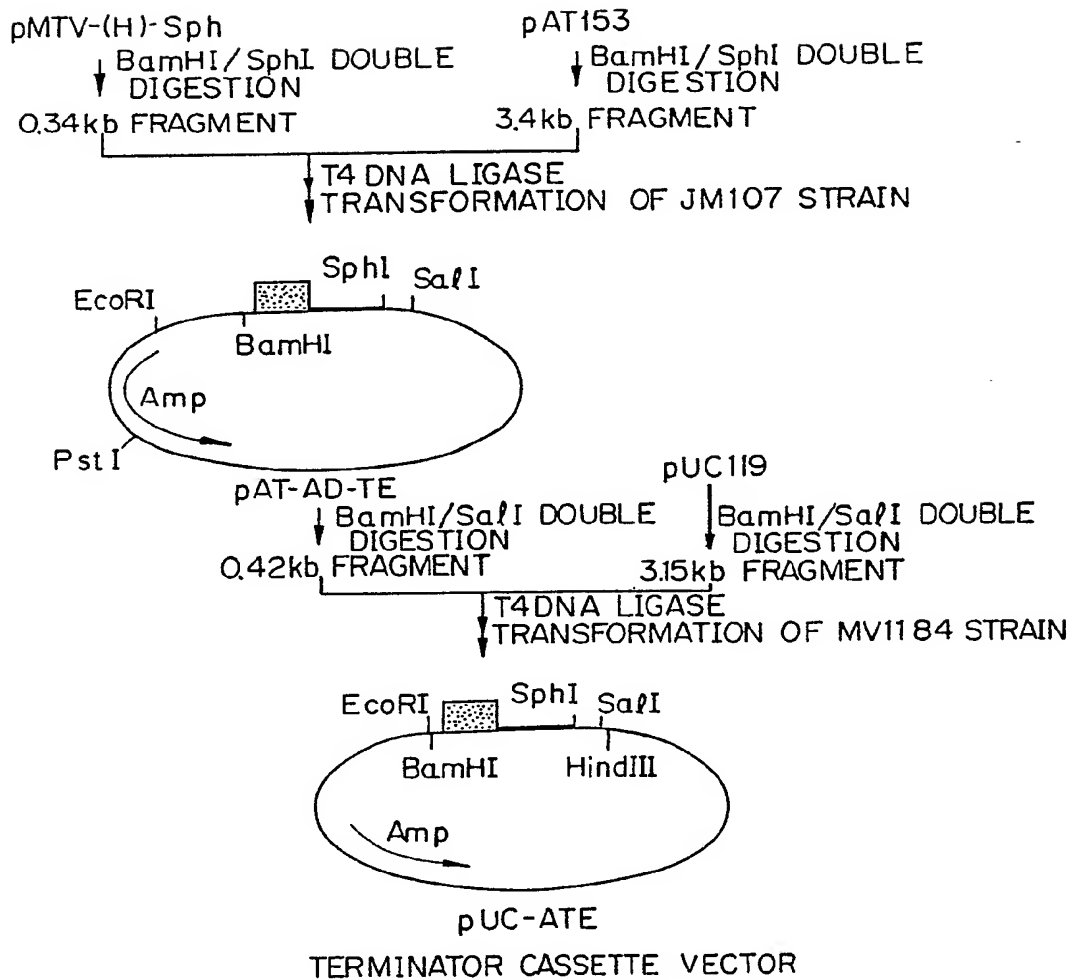 pMTV-(H)-Sph
pAT153
BamHI/SphI DOUBLE
DIGESTION
BamHI/SphI DOUBLE
DIGESTION
0.34kb FRAGMENT
3.4kb FRAGMENT
T4 DNA LIGASE
TRANSFORMATION OF JM107 STRAIN
SphI
SalI
EcoRI
BamHI
Amp
PstI
pAT-AD-TE
pUC119
BamHI/SalI DOUBLE
DIGESTION
BamHI/SalI DOUBLE
DIGESTION
0.42kb FRAGMENT
3.15kb FRAGMENT
T4DNA LIGASE
TRANSFORMATION OF MV1184 STRAIN
EcoRI
SphI
SalI
BamHI
HindIII
Amp
pUC-ATE
TERMINATOR CASSETTE VECTOR